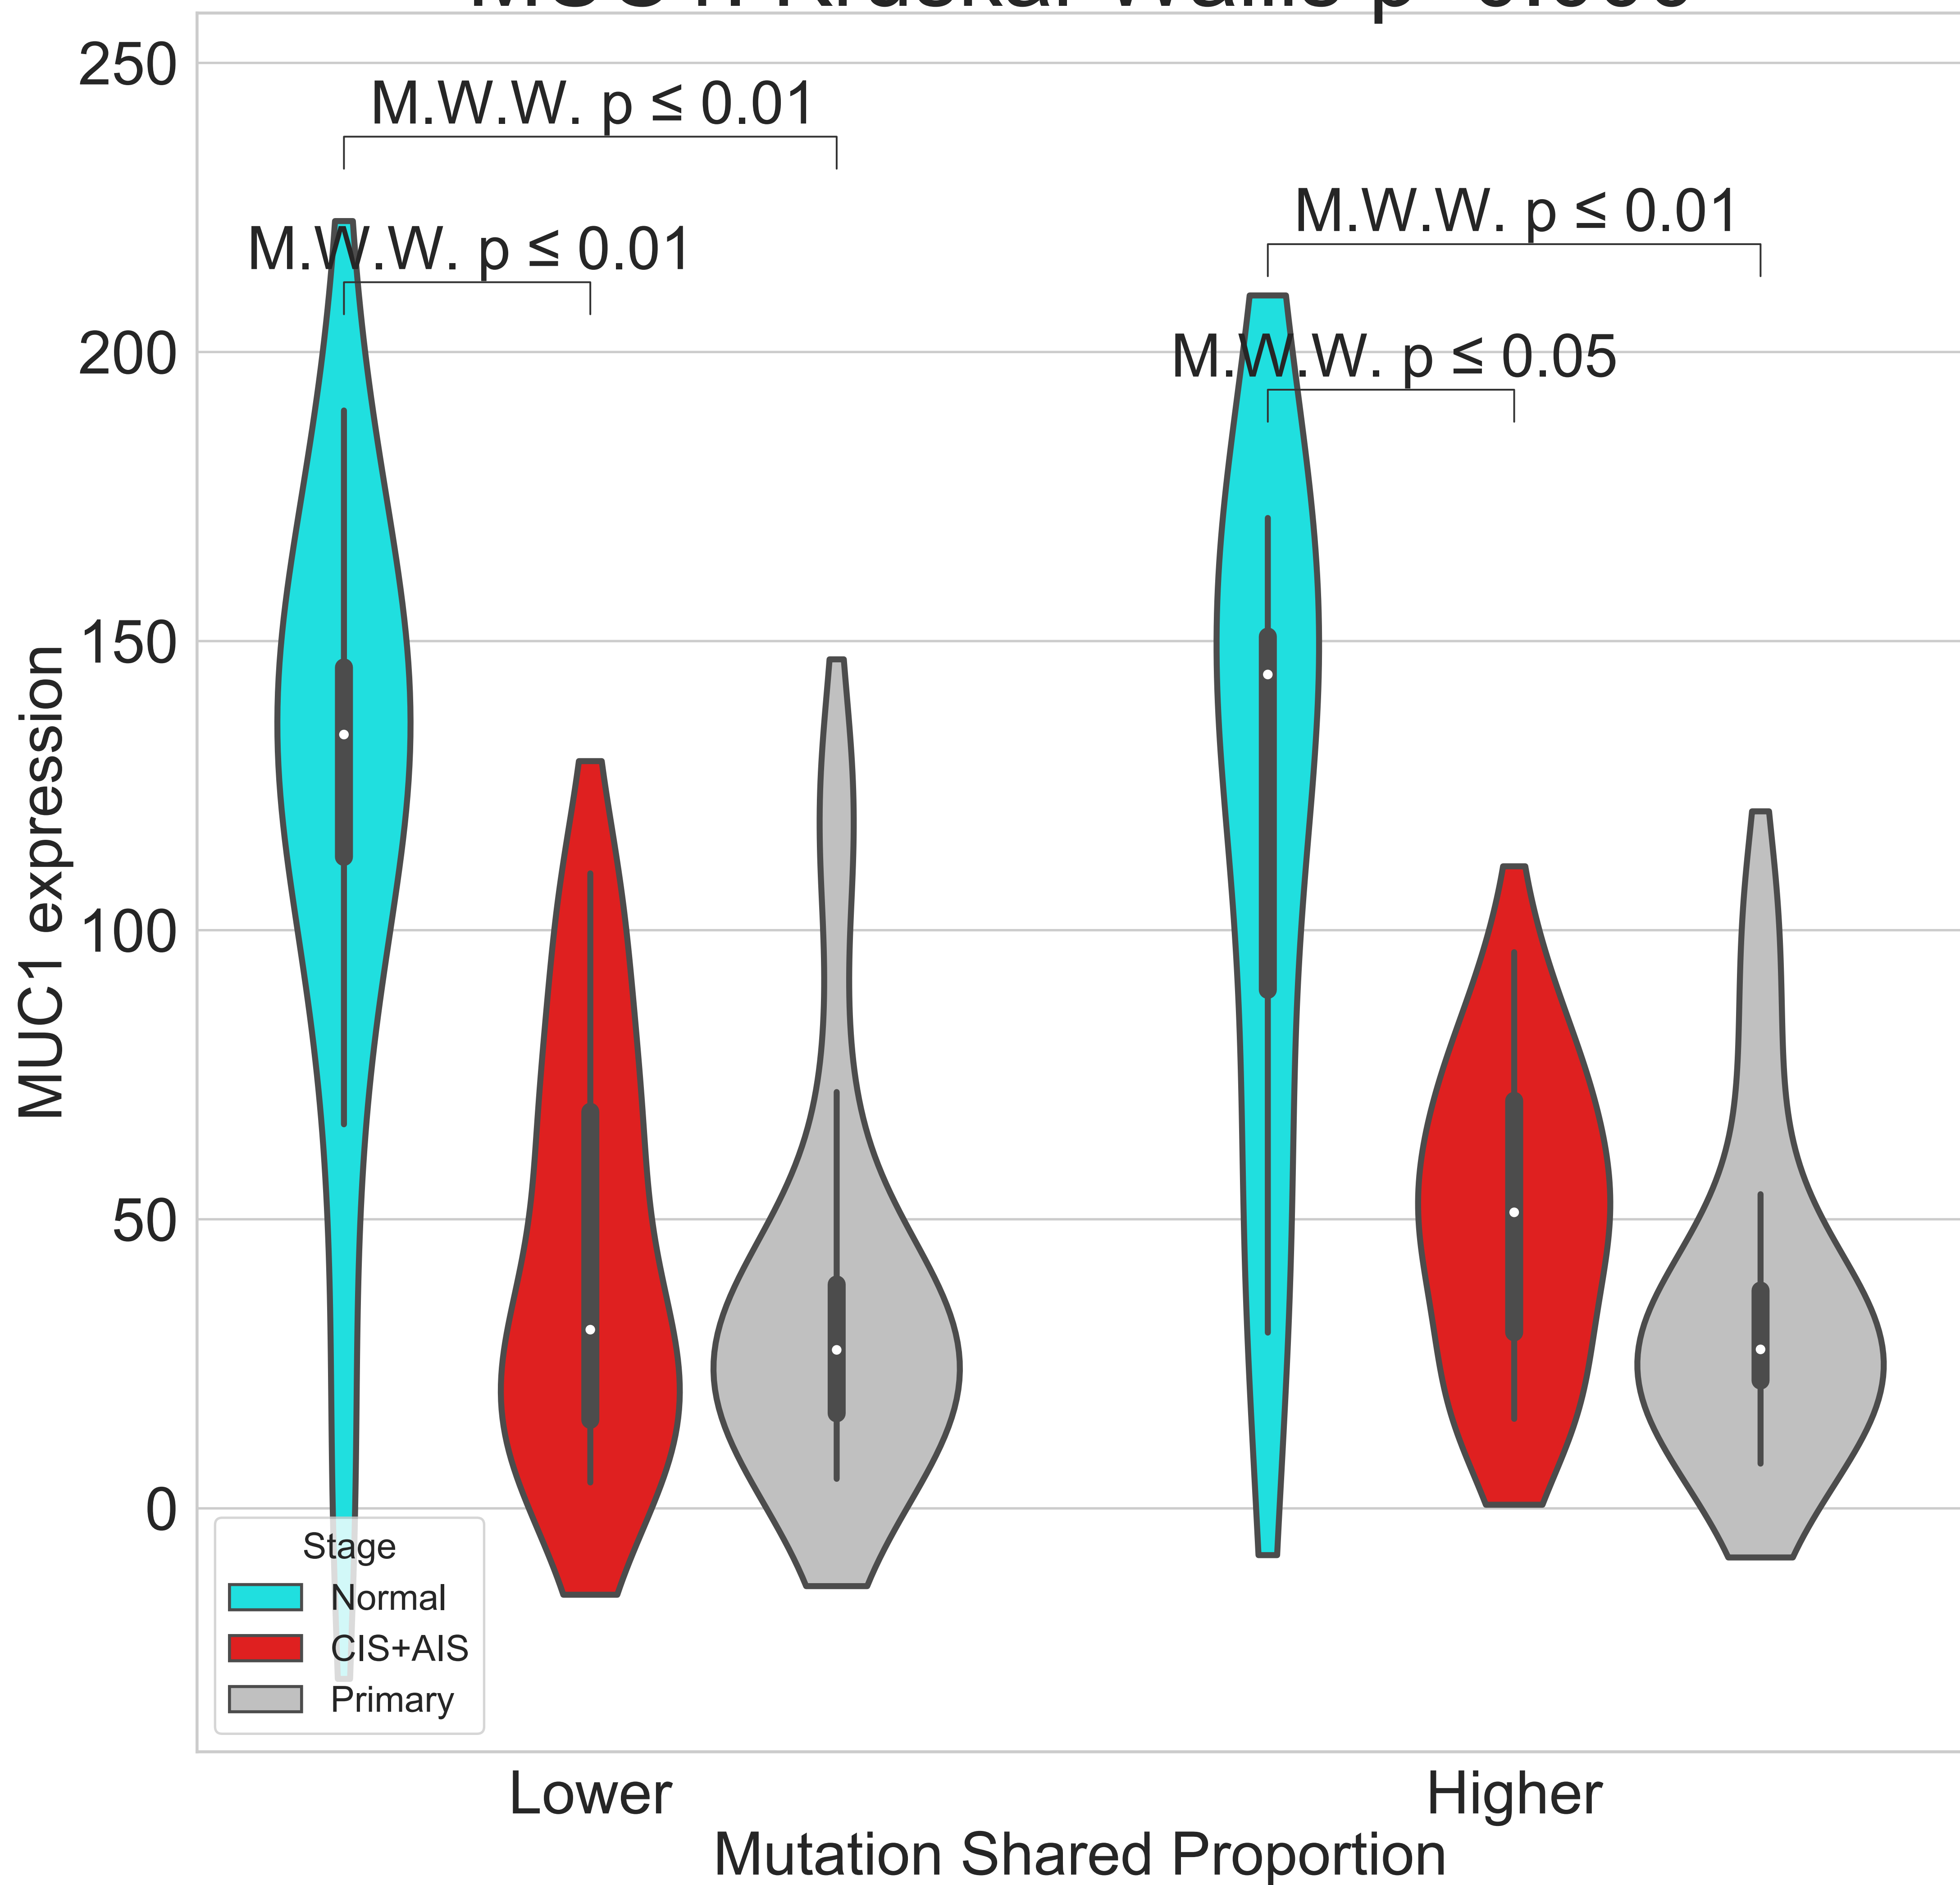 250
M.W.W. p ≤ 0.01
M.W.W. p ≤ 0.01
M.W.W. p ≤ 0.01
M.W.W. p ≤ 0.05
200
150
100
50
0
MUC1 expression
Stage
Normal
CIS+AIS
Primary
Lower
Higher
Mutation Shared Proportion